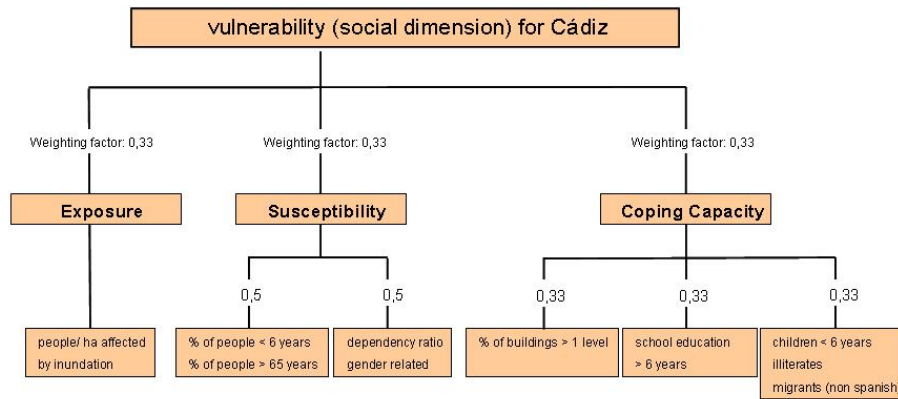 vulnerability (social dimension) for Cádiz
Weighting factor: 0,33
Weighting factor: 0,33
Weighting factor: 0,33
Exposure
Susceptibility
Coping Capacity
0,5
0,5
0,33
0,33
0,33
people/ ha affected
by inundation
% of people < 6 years
% of people > 65 years
dependency ratio
gender related
% of buildings > 1 level
school education
> 6 years
children < 6 years
illiterates
migrants (non spanish)